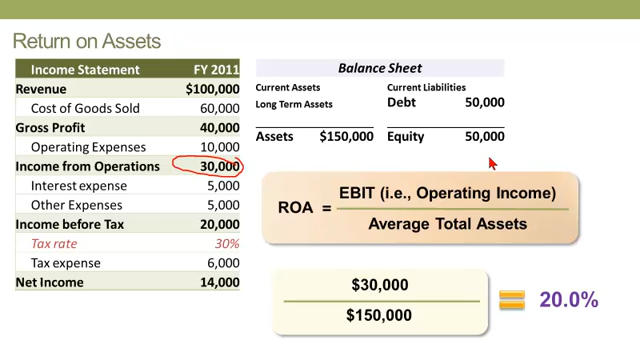 Return on Assets
Income Statement FY 2011
Revenue $100,000
Cost of Goods Sold 60,000
Gross Profit 40,000
Operating Expenses 10,000
Income from Operations 30,000
Interest expense 5,000
Other Expenses 5,000
Income before Tax 20,000
Tax rate 30%
Tax expense 6,000
Net Income 14,000
Balance Sheet
Current Assets Current Liabilities
Long Term Assets Debt 50,000
Assets $150,000 Equity 50,000
ROA = EBIT (i.e., Operating Income)
Average Total Assets
$30,000
$150,000
= 20.0%